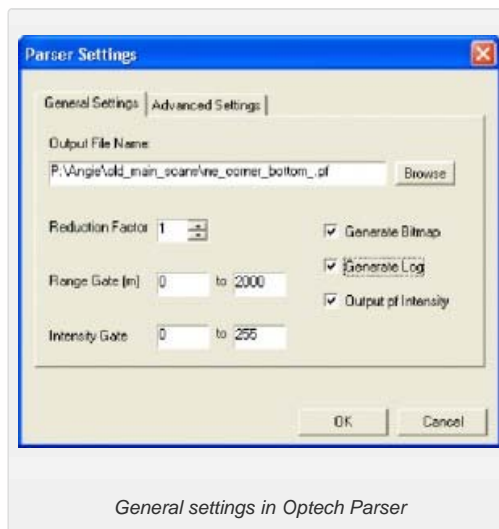 Parser Settings
General Settings Advanced Settings
Output File Name:
P:\Angie\old_main_scans\ne_corner_bottom_.pf Browse
Reduction Factor 1
Generate Bitmap
Generate Log
Range Gate [m] 0 to 2000
Output pf Intensity
Intensity Gate 0 to 255
OK Cancel
General settings in Optech Parser